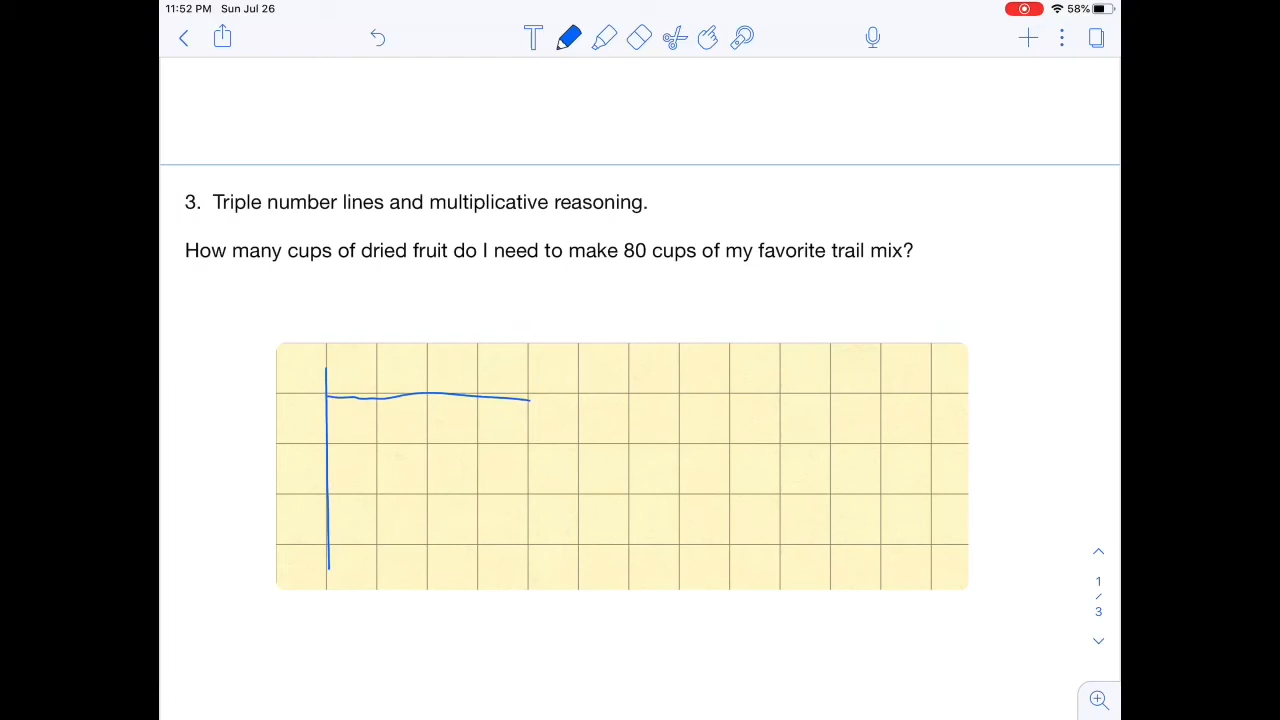 11:52 PM Sun Jul 26
58%
T
3. Triple number lines and multiplicative reasoning.
How many cups of dried fruit do I need to make 80 cups of my favorite trail mix?
1
/
3